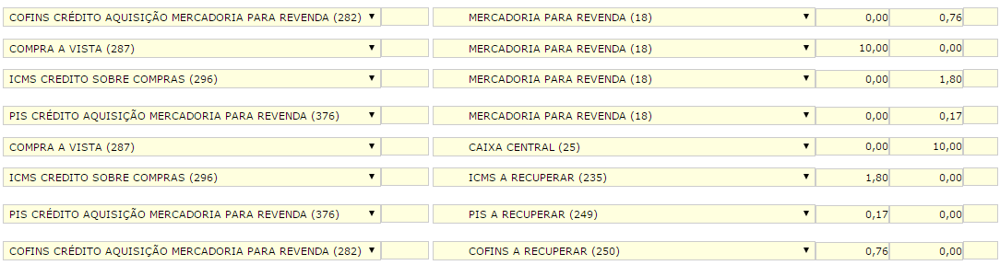 COFINS CRÉDITO AQUISIÇÃO MERCADORIA PARA REVENDA (282) MERCADORIA PARA REVENDA (18) 0,00 0,76
COMPRA A VISTA (287) MERCADORIA PARA REVENDA (18) 10,00 0,00
ICMS CREDITO SOBRE COMPRAS (296) MERCADORIA PARA REVENDA (18) 0,00 1,80
PIS CRÉDITO AQUISIÇÃO MERCADORIA PARA REVENDA (376) MERCADORIA PARA REVENDA (18) 0,00 0,17
COMPRA A VISTA (287) CAIXA CENTRAL (25) 0,00 10,00
ICMS CREDITO SOBRE COMPRAS (296) ICMS A RECUPERAR (235) 1,80 0,00
PIS CRÉDITO AQUISIÇÃO MERCADORIA PARA REVENDA (376) PIS A RECUPERAR (249) 0,17 0,00
COFINS CRÉDITO AQUISIÇÃO MERCADORIA PARA REVENDA (282) COFINS A RECUPERAR (250) 0,76 0,00